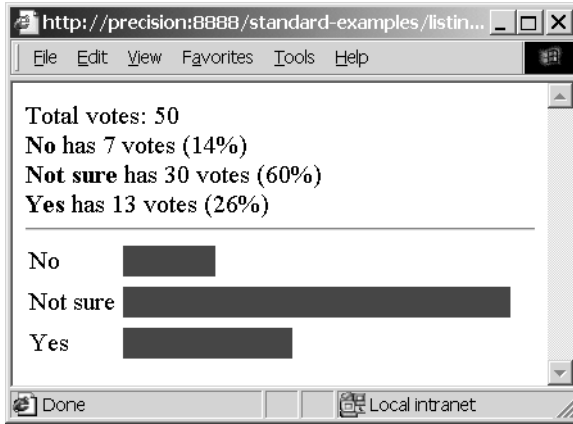 http://precision:8888/standard-examples/listin...
File Edit View Favorites Tools Help
Total votes: 50
No has 7 votes (14%)
Not sure has 30 votes (60%)
Yes has 13 votes (26%)
No
Not sure
Yes
Done
Local intranet